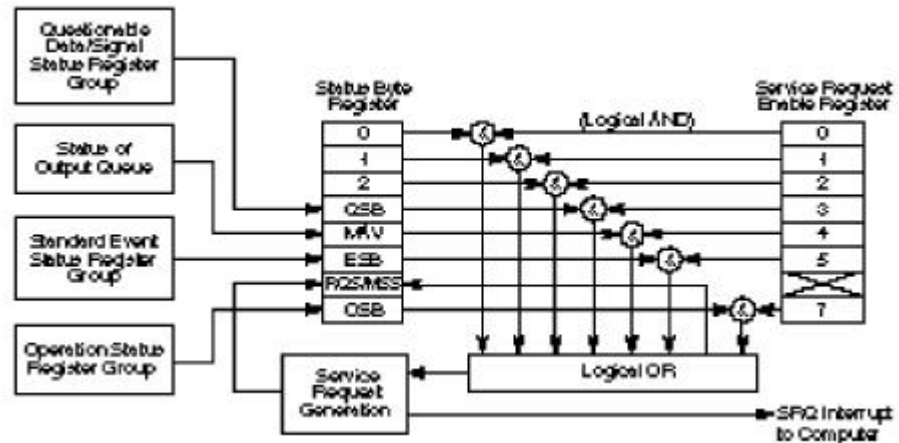 Questionable
Data/Signal
Status Register
Group
Status of
Output Queue
Standard Event
Status Register
Group
Operation Status
Register Group
Status Byte
Register
0
1
2
QSB
MAV
ESB
RQS/MSS
OSB
(Logical AND)
&
&
&
&
&
&
&
Service Request
Enable Register
0
1
2
3
4
5
7
Logical OR
Service
Request
Generation
SRQ Interrupt
to Computer